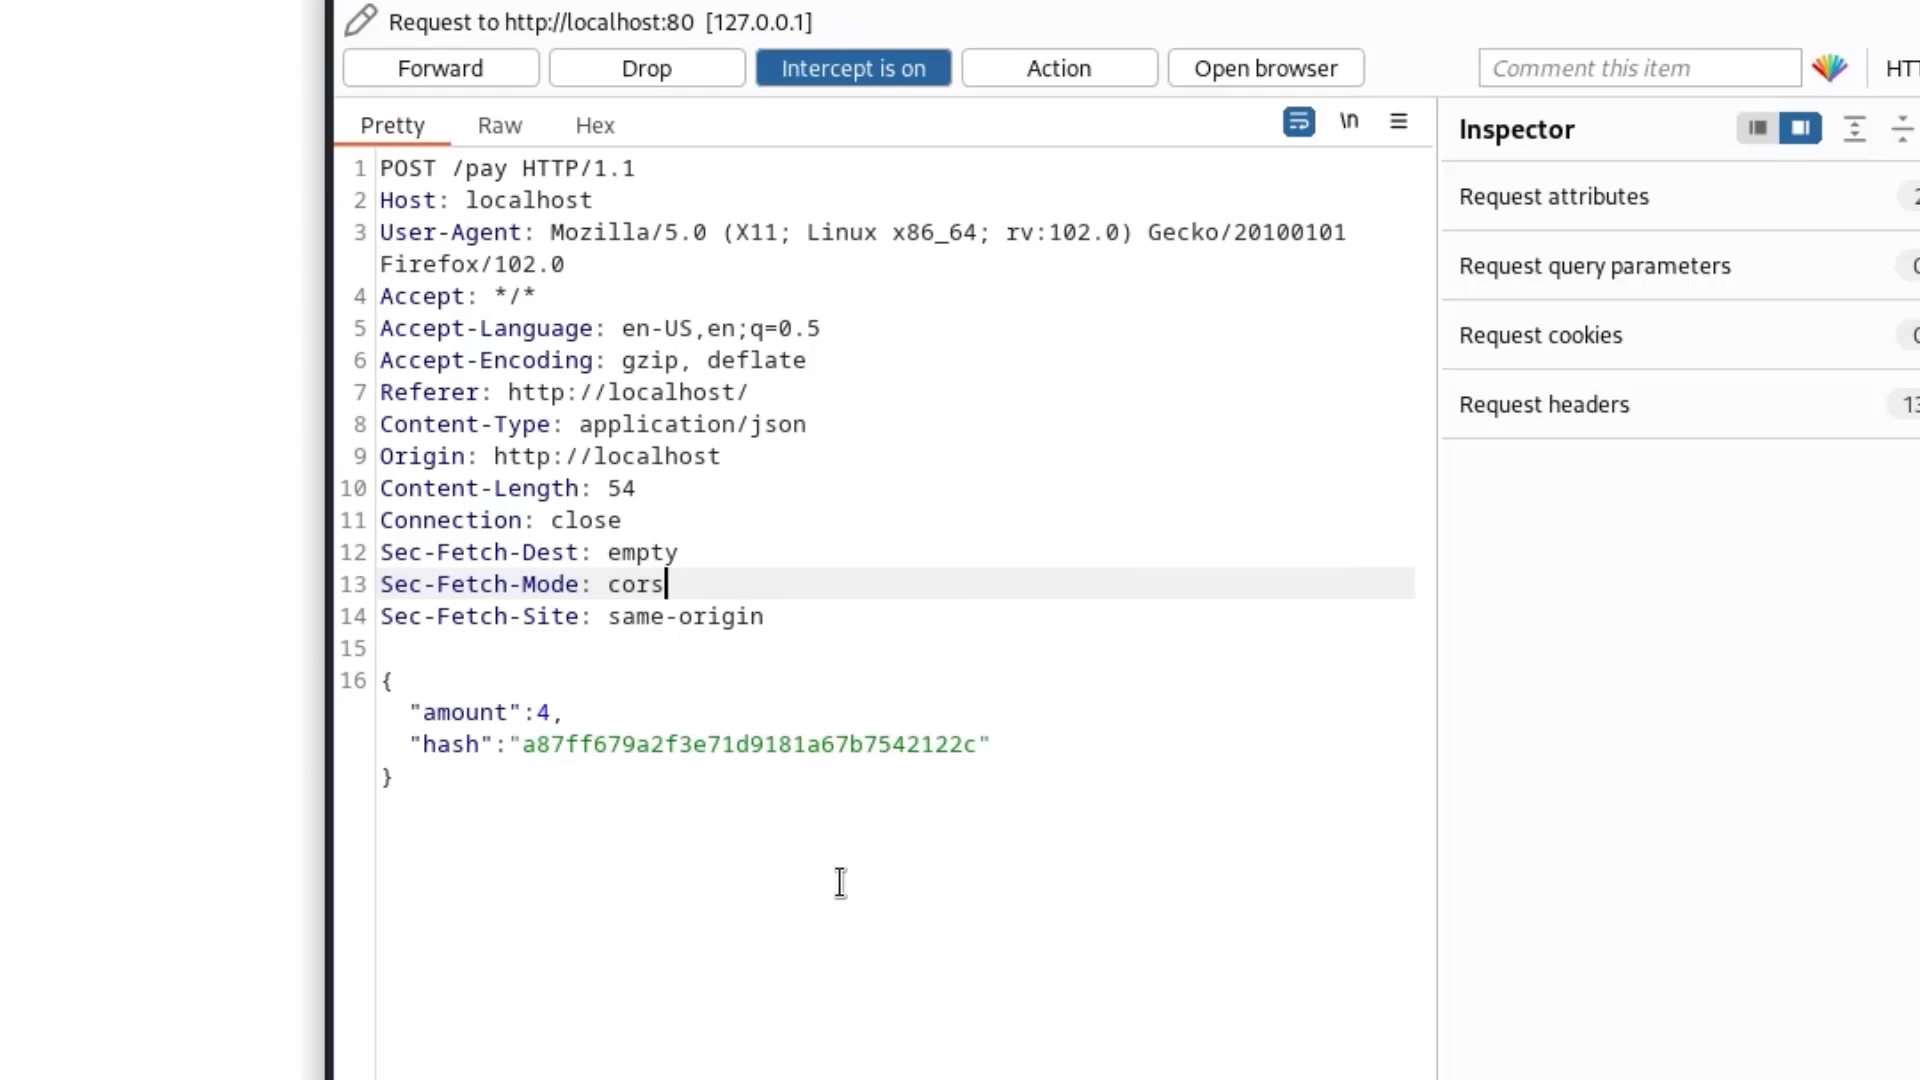 Request to http://localhost:80 [127.0.0.1]
Forward Drop Intercept is on Action Open browser Comment this item
Pretty Raw Hex \n
1 POST /pay HTTP/1.1
2 Host: localhost
3 User-Agent: Mozilla/5.0 (X11; Linux x86_64; rv:102.0) Gecko/20100101
Firefox/102.0
4 Accept: */*
5 Accept-Language: en-US,en;q=0.5
6 Accept-Encoding: gzip, deflate
7 Referer: http://localhost/
8 Content-Type: application/json
9 Origin: http://localhost
10 Content-Length: 54
11 Connection: close
12 Sec-Fetch-Dest: empty
13 Sec-Fetch-Mode: cors
14 Sec-Fetch-Site: same-origin
15
16 {
"amount":4,
"hash":"a87ff679a2f3e71d9181a67b7542122c"
}
Inspector
Request attributes
Request query parameters
Request cookies
Request headers